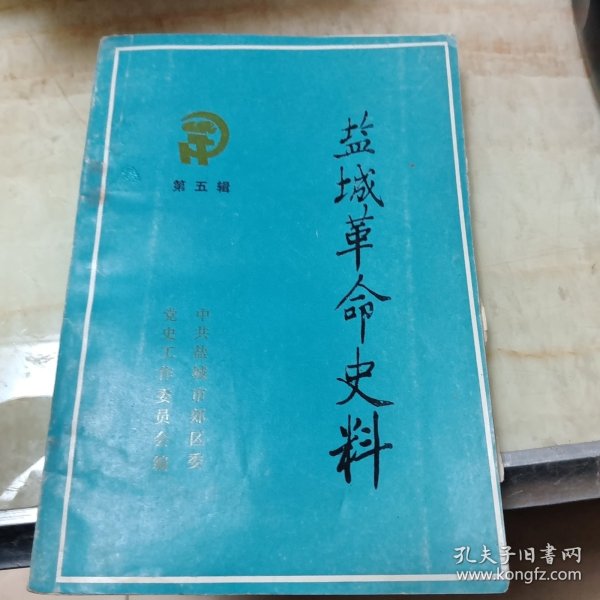 盐城革命史料
第五辑
中共盐城市郊区委
党史工作委员会编
孔夫子旧书网
www.kongfz.com